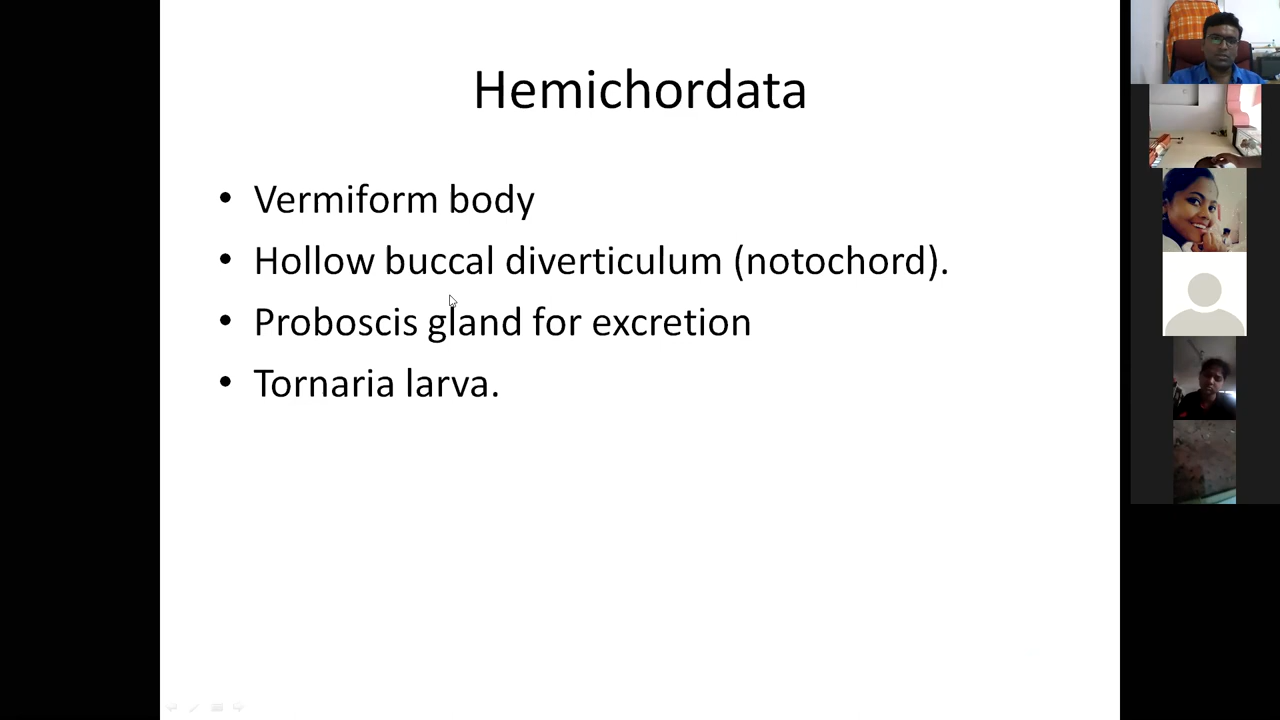 Hemichordata
• Vermiform body
• Hollow buccal diverticulum (notochord).
• Proboscis gland for excretion
• Tornaria larva.